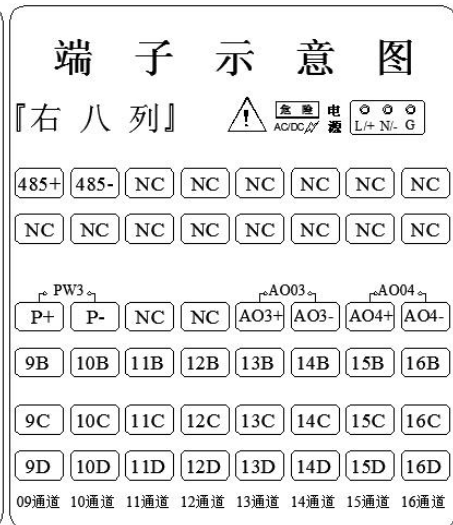 端 子 示 意 图
『右 八 列』 危 险 AC/DC 电源 L/+ N/- G
485+ 485- NC NC NC NC NC NC
NC NC NC NC NC NC NC NC
PW3 AO03 AO04
P+ P- NC NC AO3+ AO3- AO4+ AO4-
9B 10B 11B 12B 13B 14B 15B 16B
9C 10C 11C 12C 13C 14C 15C 16C
9D 10D 11D 12D 13D 14D 15D 16D
09通道 10通道 11通道 12通道 13通道 14通道 15通道 16通道